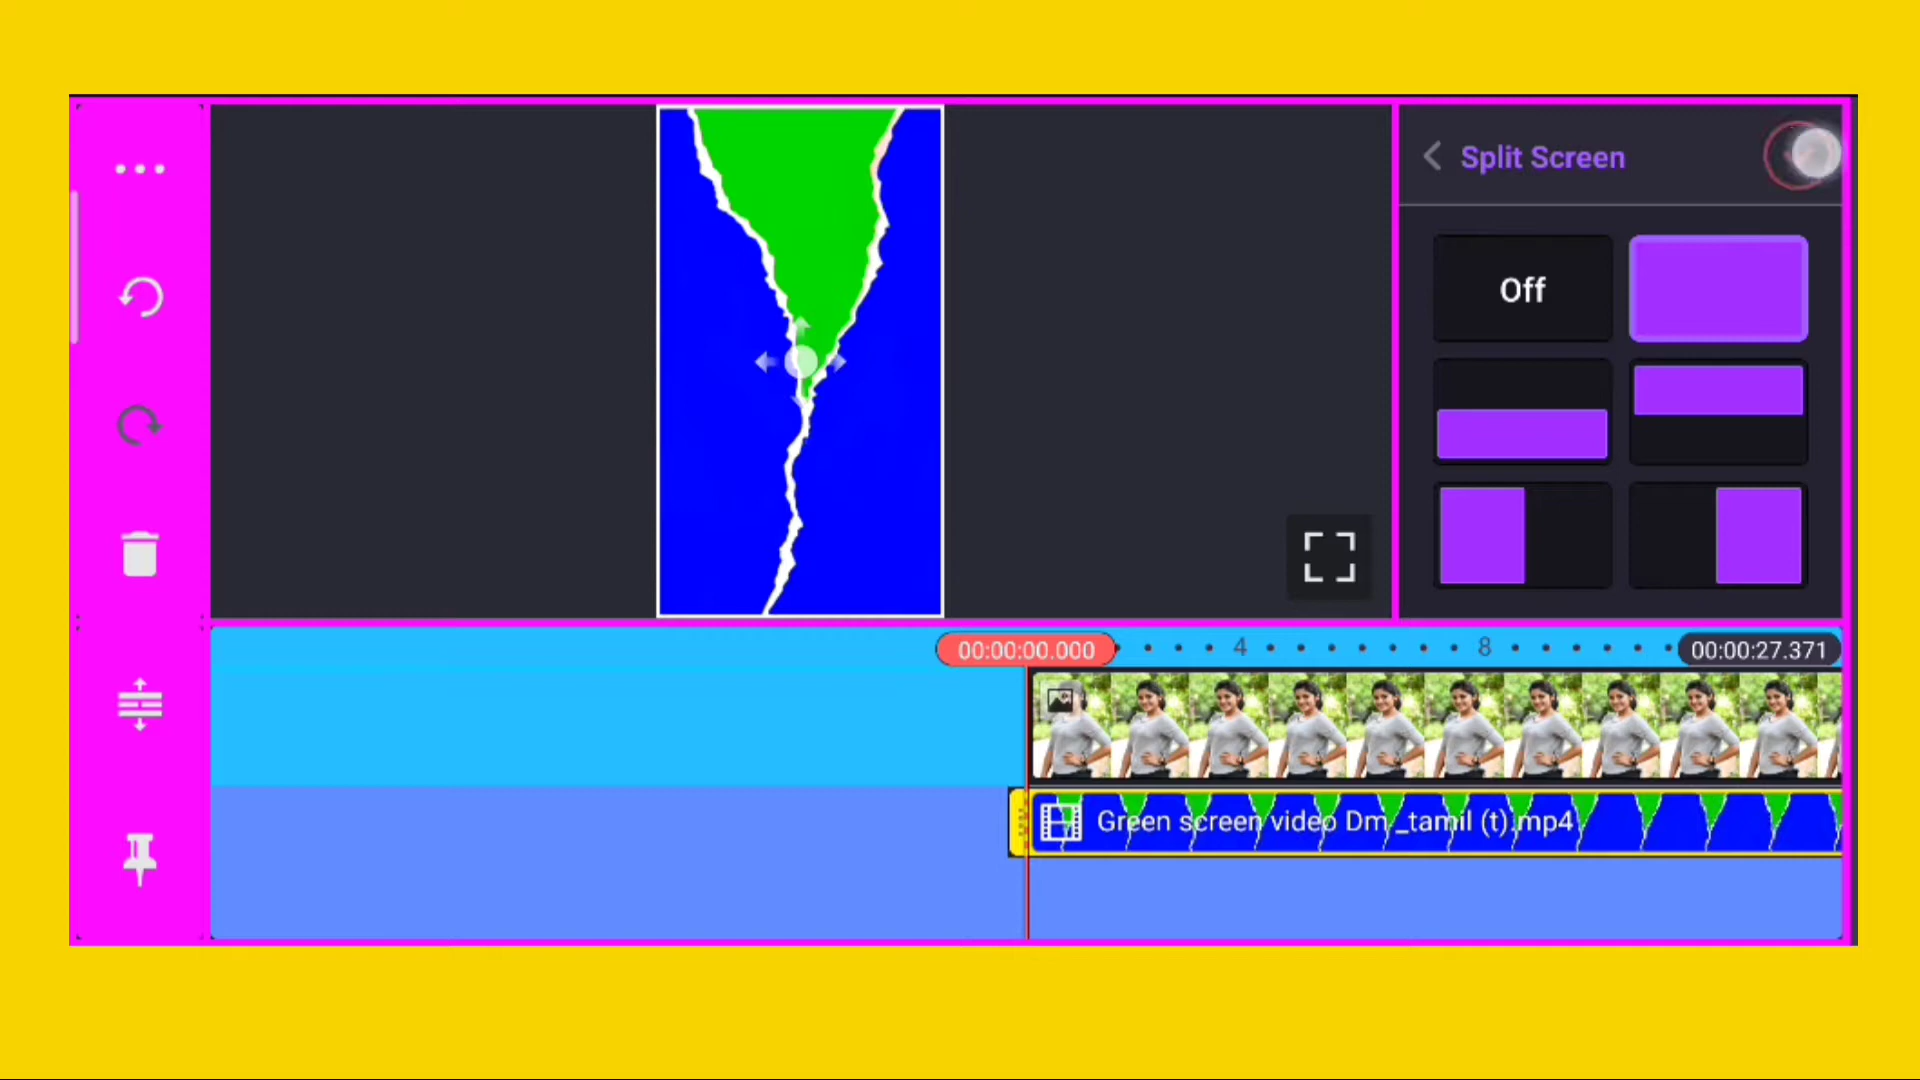 Split Screen
Off
00:00:00.000
4
8
00:00:27.371
Green screen video Dm_tamil (t).mp4